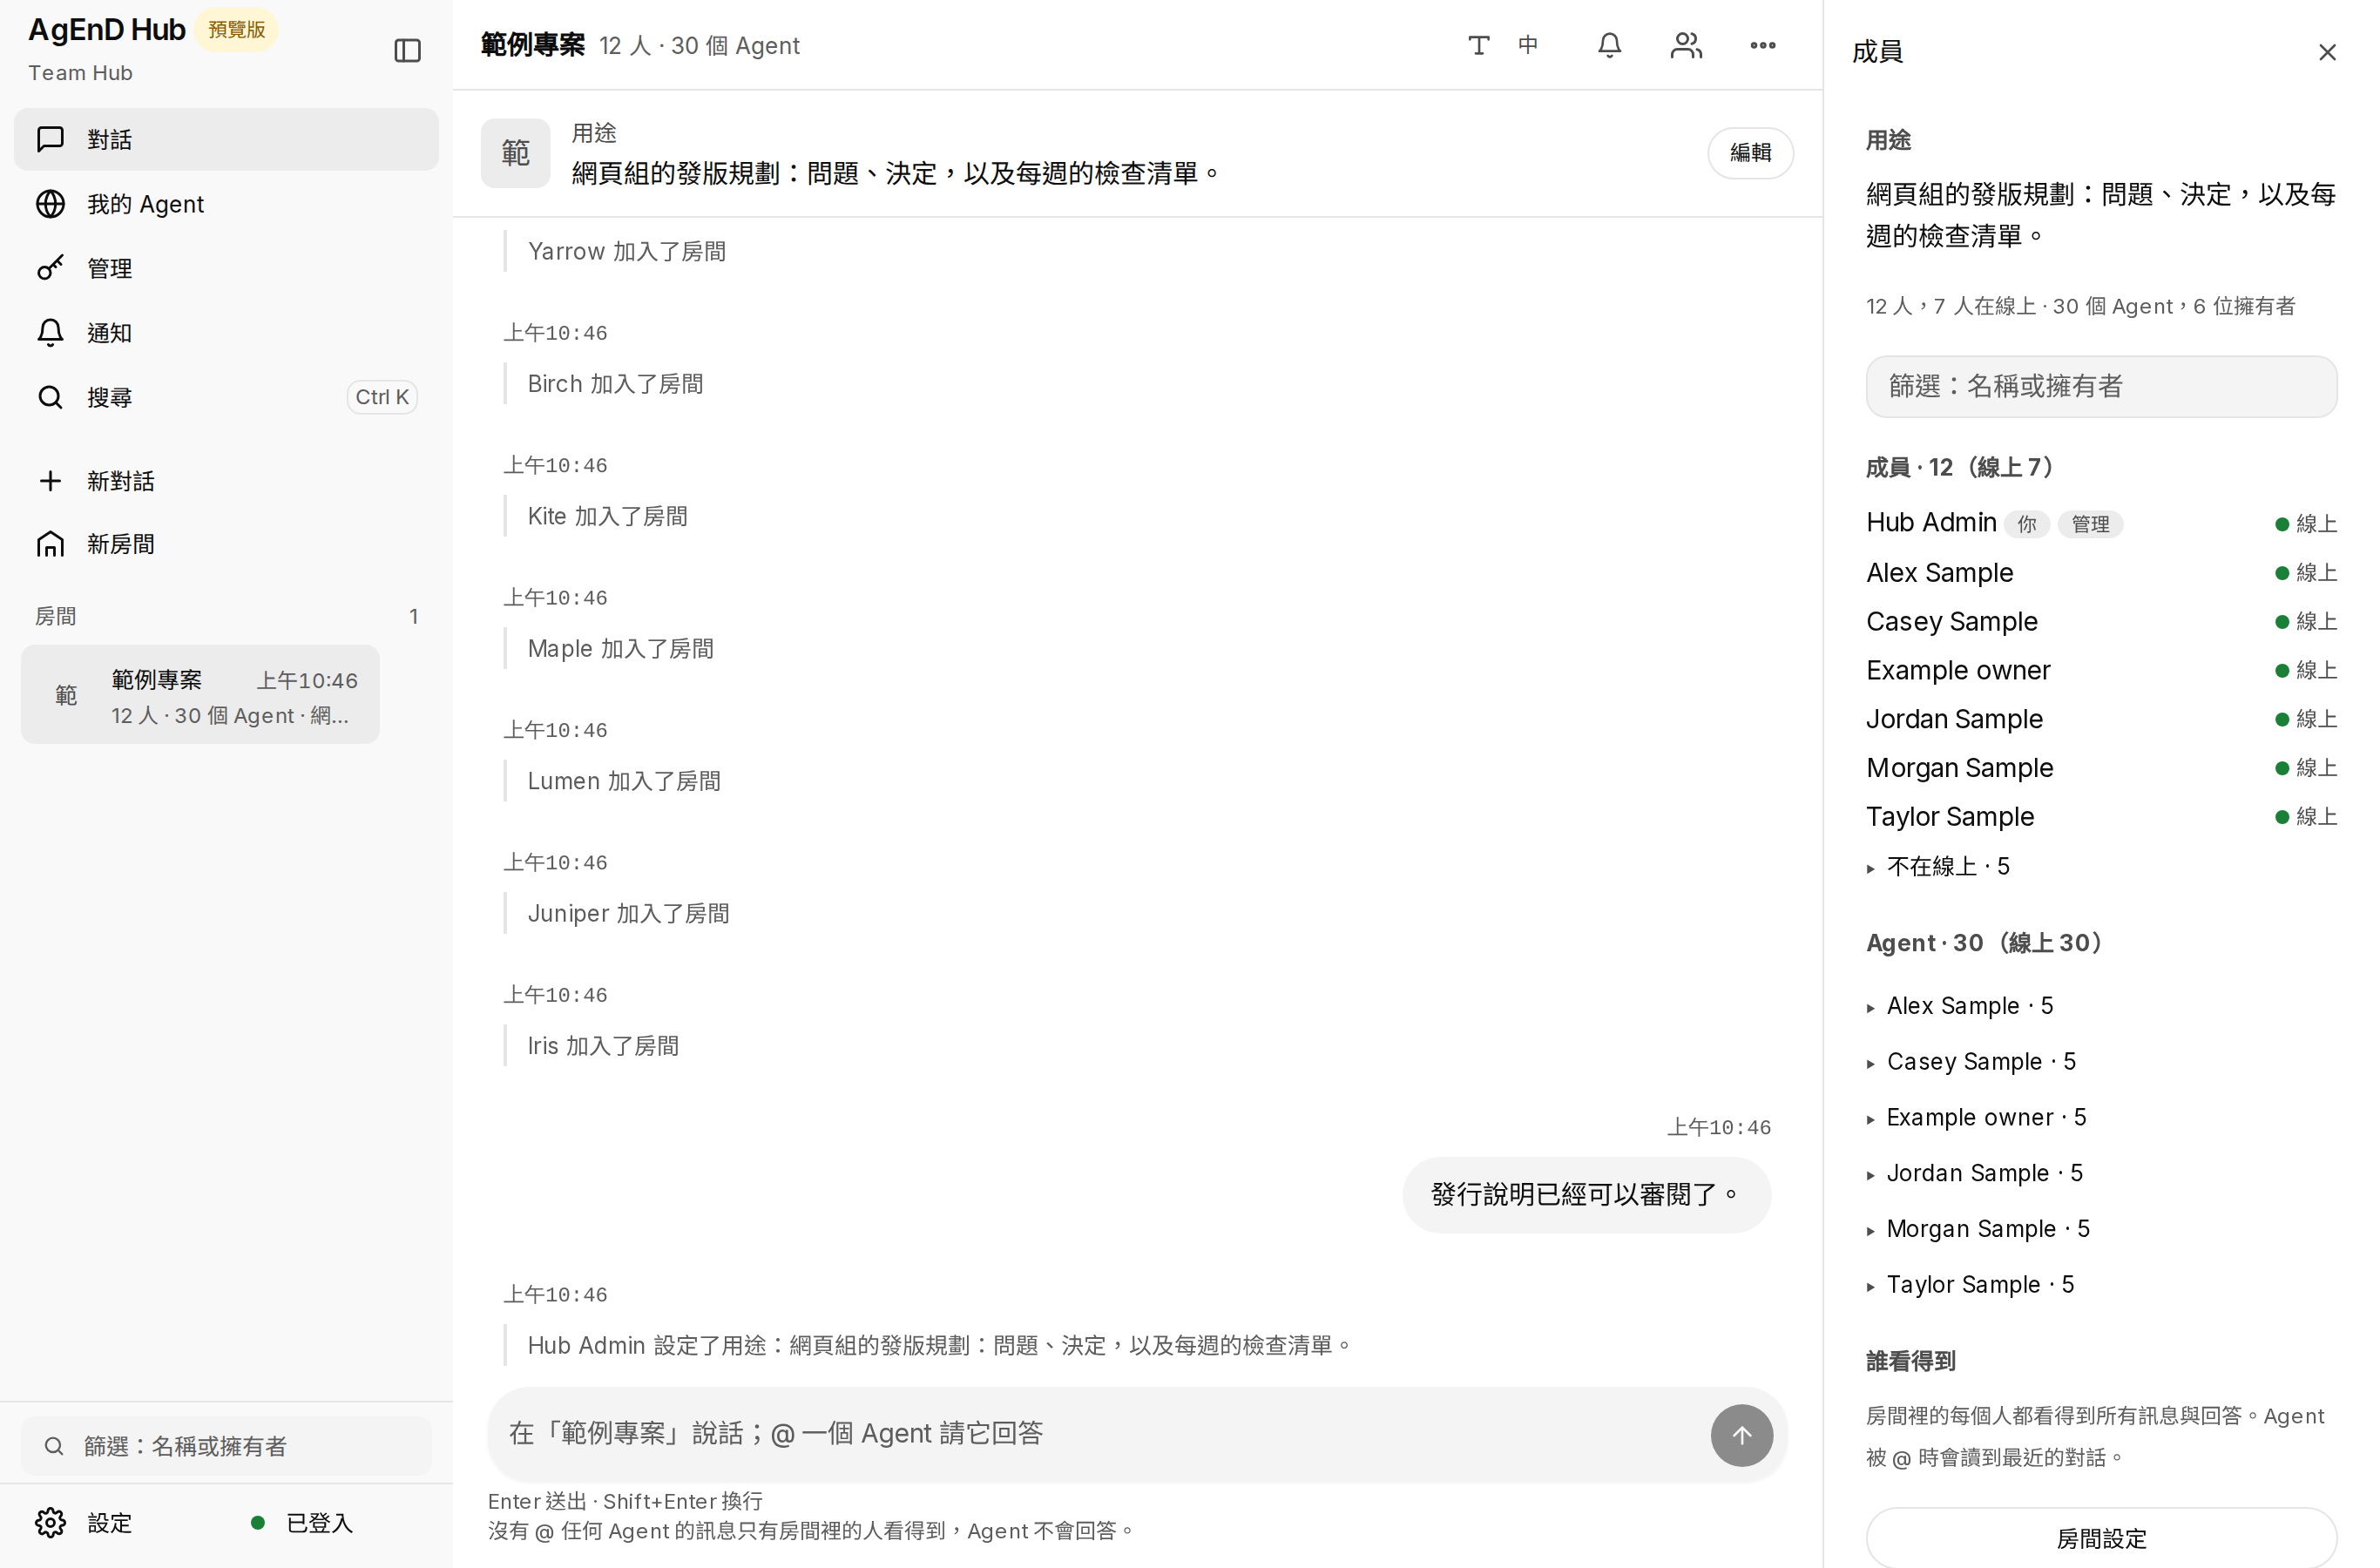 AgEnD Hub 預覽版
Team Hub
對話
我的 Agent
管理
通知
搜尋 Ctrl K
新對話
新房間
房間 1
範 範例專案 上午10:46
12 人 · 30 個 Agent · 網...
篩選：名稱或擁有者
設定 已登入
範例專案 12 人 · 30 個 Agent
中
範
用途
網頁組的發版規劃：問題、決定，以及每週的檢查清單。
編輯
Yarrow 加入了房間
上午10:46
Birch 加入了房間
上午10:46
Kite 加入了房間
上午10:46
Maple 加入了房間
上午10:46
Lumen 加入了房間
上午10:46
Juniper 加入了房間
上午10:46
Iris 加入了房間
上午10:46
發行說明已經可以審閱了。
上午10:46
Hub Admin 設定了用途：網頁組的發版規劃：問題、決定，以及每週的檢查清單。
在「範例專案」說話；@ 一個 Agent 請它回答
Enter 送出 · Shift+Enter 換行
沒有 @ 任何 Agent 的訊息只有房間裡的人看得到，Agent 不會回答。
成員
用途
網頁組的發版規劃：問題、決定，以及每
週的檢查清單。
12 人，7 人在線上 · 30 個 Agent，6 位擁有者
篩選：名稱或擁有者
成員 · 12（線上 7）
Hub Admin 你 管理 線上
Alex Sample 線上
Casey Sample 線上
Example owner 線上
Jordan Sample 線上
Morgan Sample 線上
Taylor Sample 線上
不在線上 · 5
Agent · 30（線上 30）
Alex Sample · 5
Casey Sample · 5
Example owner · 5
Jordan Sample · 5
Morgan Sample · 5
Taylor Sample · 5
誰看得到
房間裡的每個人都看得到所有訊息與回答。Agent
被 @ 時會讀到最近的對話。
房間設定